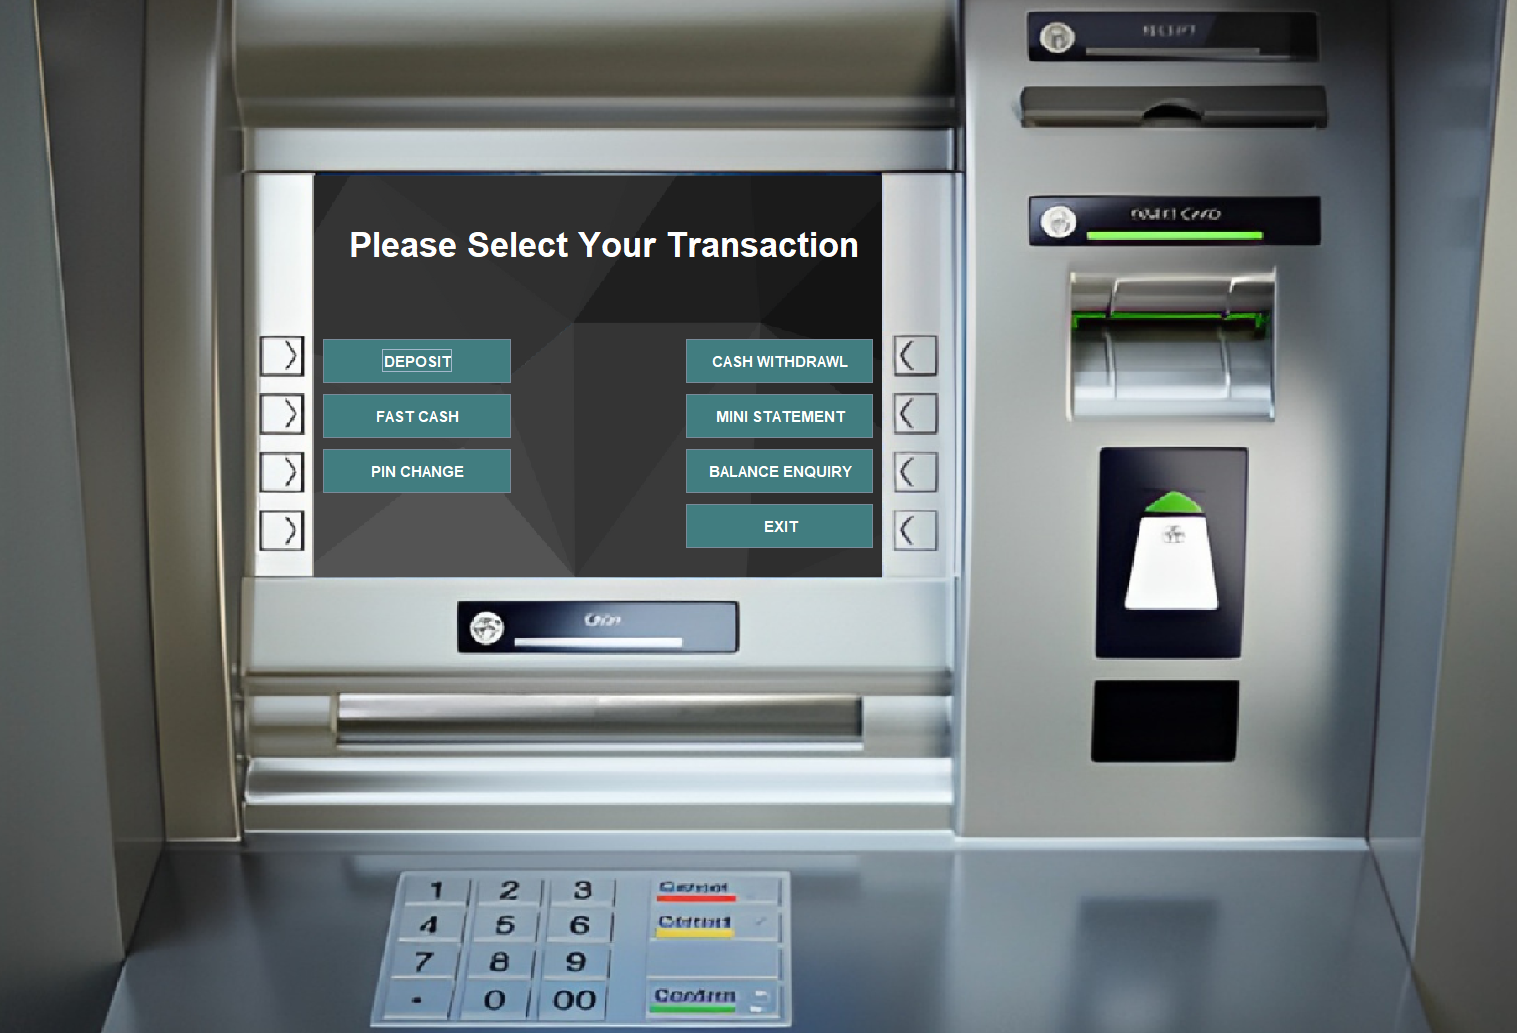 Please Select Your Transaction
DEPOSIT
CASH WITHDRAWL
FAST CASH
MINI STATEMENT
PIN CHANGE
BALANCE ENQUIRY
EXIT
1 2 3
4 5 6
7 8 9
0 00